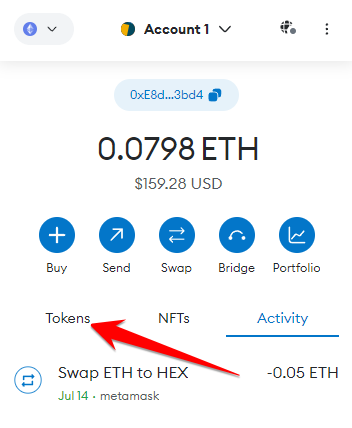 Account 1
0xE8d...3bd4
0.0798 ETH
$159.28 USD
Buy Send Swap Bridge Portfolio
Tokens NFTs Activity
Swap ETH to HEX -0.05 ETH
Jul 14 · metamask